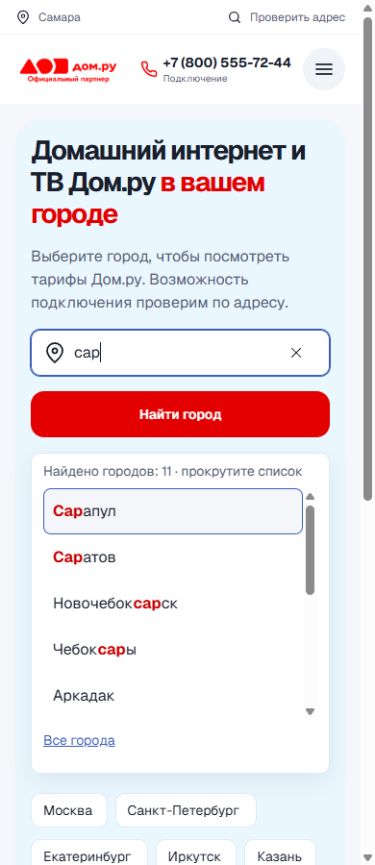 Самара
Проверить адрес
дом.ру
Официальный партнер
+7 (800) 555-72-44
Подключение
Домашний интернет и
ТВ Дом.ру в вашем
городе
Выберите город, чтобы посмотреть
тарифы Дом.ру. Возможность
подключения проверим по адресу.
сар
Найти город
Найдено городов: 11 · прокрутите список
Сарапул
Саратов
Новочебоксарск
Чебоксары
Аркадак
Все города
Москва
Санкт-Петербург
Екатеринбург
Иркутск
Казань